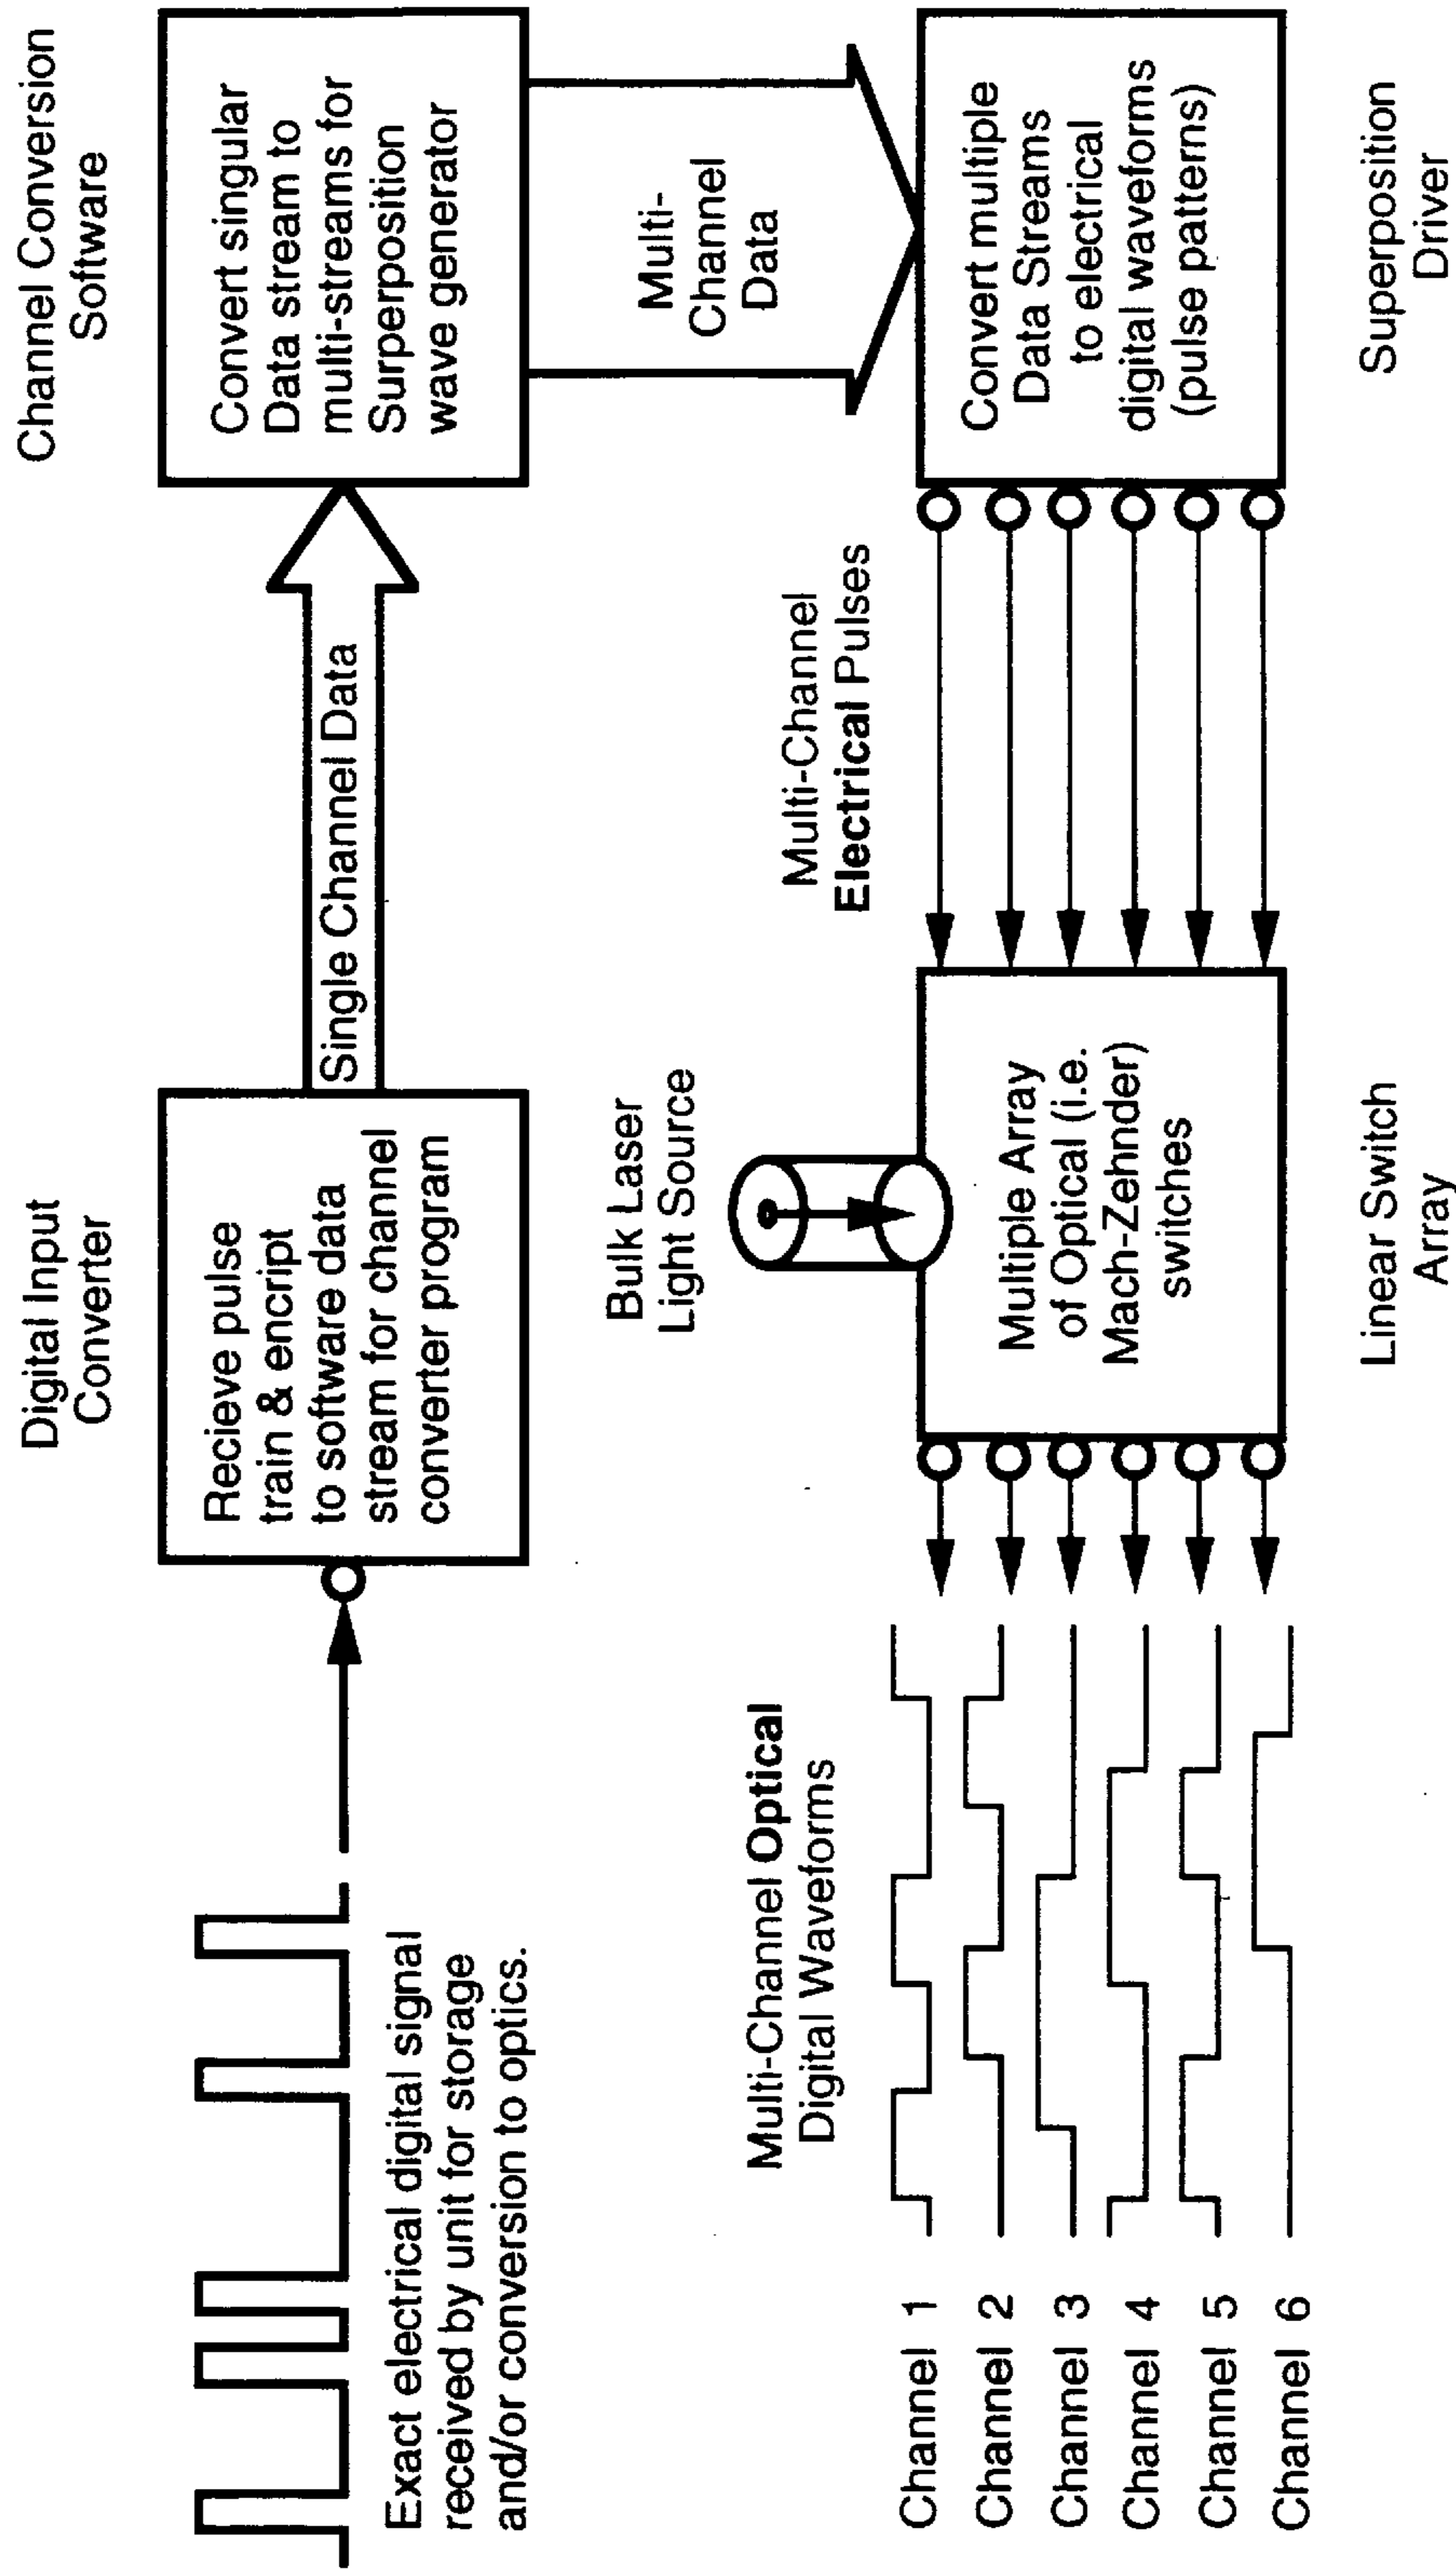 Digital Input
Converter
Channel Conversion
Software
Exact electrical digital signal
received by unit for storage
and/or conversion to optics.
Recieve pulse
train & encript
to software data
stream for channel
converter program
Single Channel Data
Convert singular
Data stream to
multi-streams for
Surperposition
wave generator
Multi-
Channel
Data
Convert multiple
Data Streams
to electrical
digital waveforms
(pulse patterns)
Superposition
Driver
Multi-Channel
Electrical Pulses
Bulk Laser
Light Source
Multiple Array
of Optical (i.e.
Mach-Zehnder)
switches
Linear Switch
Array
Multi-Channel Optical
Digital Waveforms
Channel 1
Channel 2
Channel 3
Channel 4
Channel 5
Channel 6